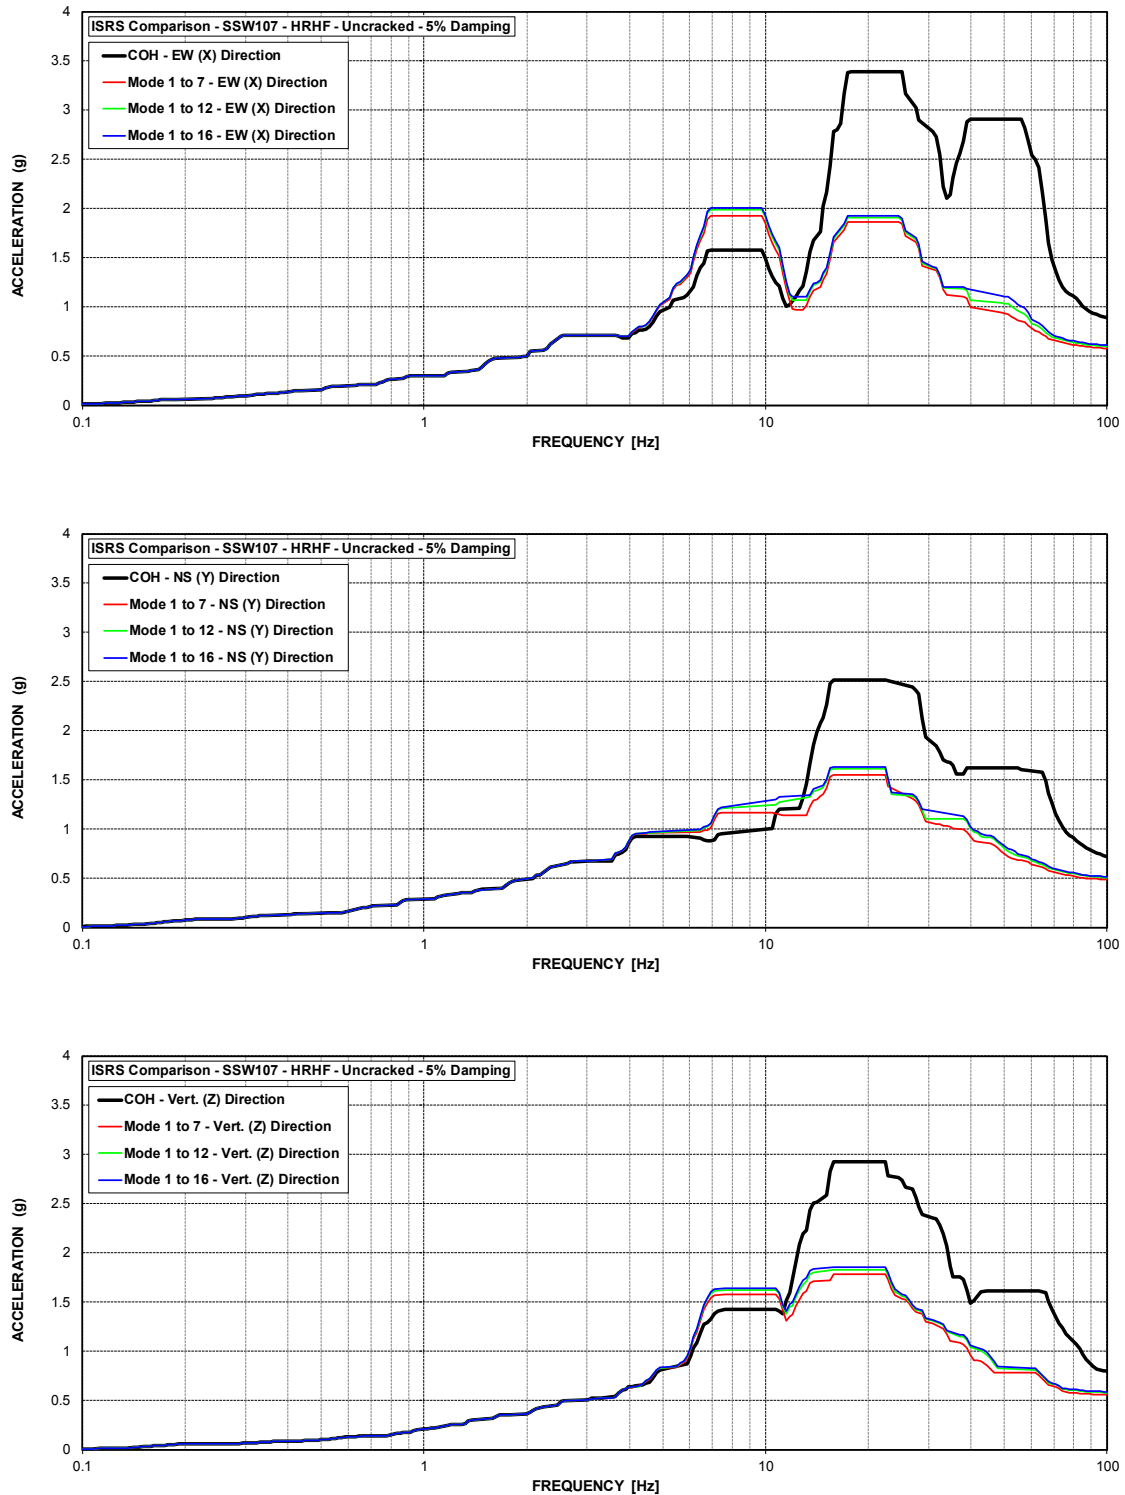 ISRS Comparison - SSW107 - HRHF - Uncracked - 5% Damping
COH - EW (X) Direction
Mode 1 to 7 - EW (X) Direction
Mode 1 to 12 - EW (X) Direction
Mode 1 to 16 - EW (X) Direction
ACCELERATION (g)
4
3.5
3
2.5
2
1.5
1
0.5
0
0.1
1
10
100
FREQUENCY [Hz]
ISRS Comparison - SSW107 - HRHF - Uncracked - 5% Damping
COH - NS (Y) Direction
Mode 1 to 7 - NS (Y) Direction
Mode 1 to 12 - NS (Y) Direction
Mode 1 to 16 - NS (Y) Direction
ACCELERATION (g)
4
3.5
3
2.5
2
1.5
1
0.5
0
0.1
1
10
100
FREQUENCY [Hz]
ISRS Comparison - SSW107 - HRHF - Uncracked - 5% Damping
COH - Vert. (Z) Direction
Mode 1 to 7 - Vert. (Z) Direction
Mode 1 to 12 - Vert. (Z) Direction
Mode 1 to 16 - Vert. (Z) Direction
ACCELERATION (g)
4
3.5
3
2.5
2
1.5
1
0.5
0
0.1
1
10
100
FREQUENCY [Hz]